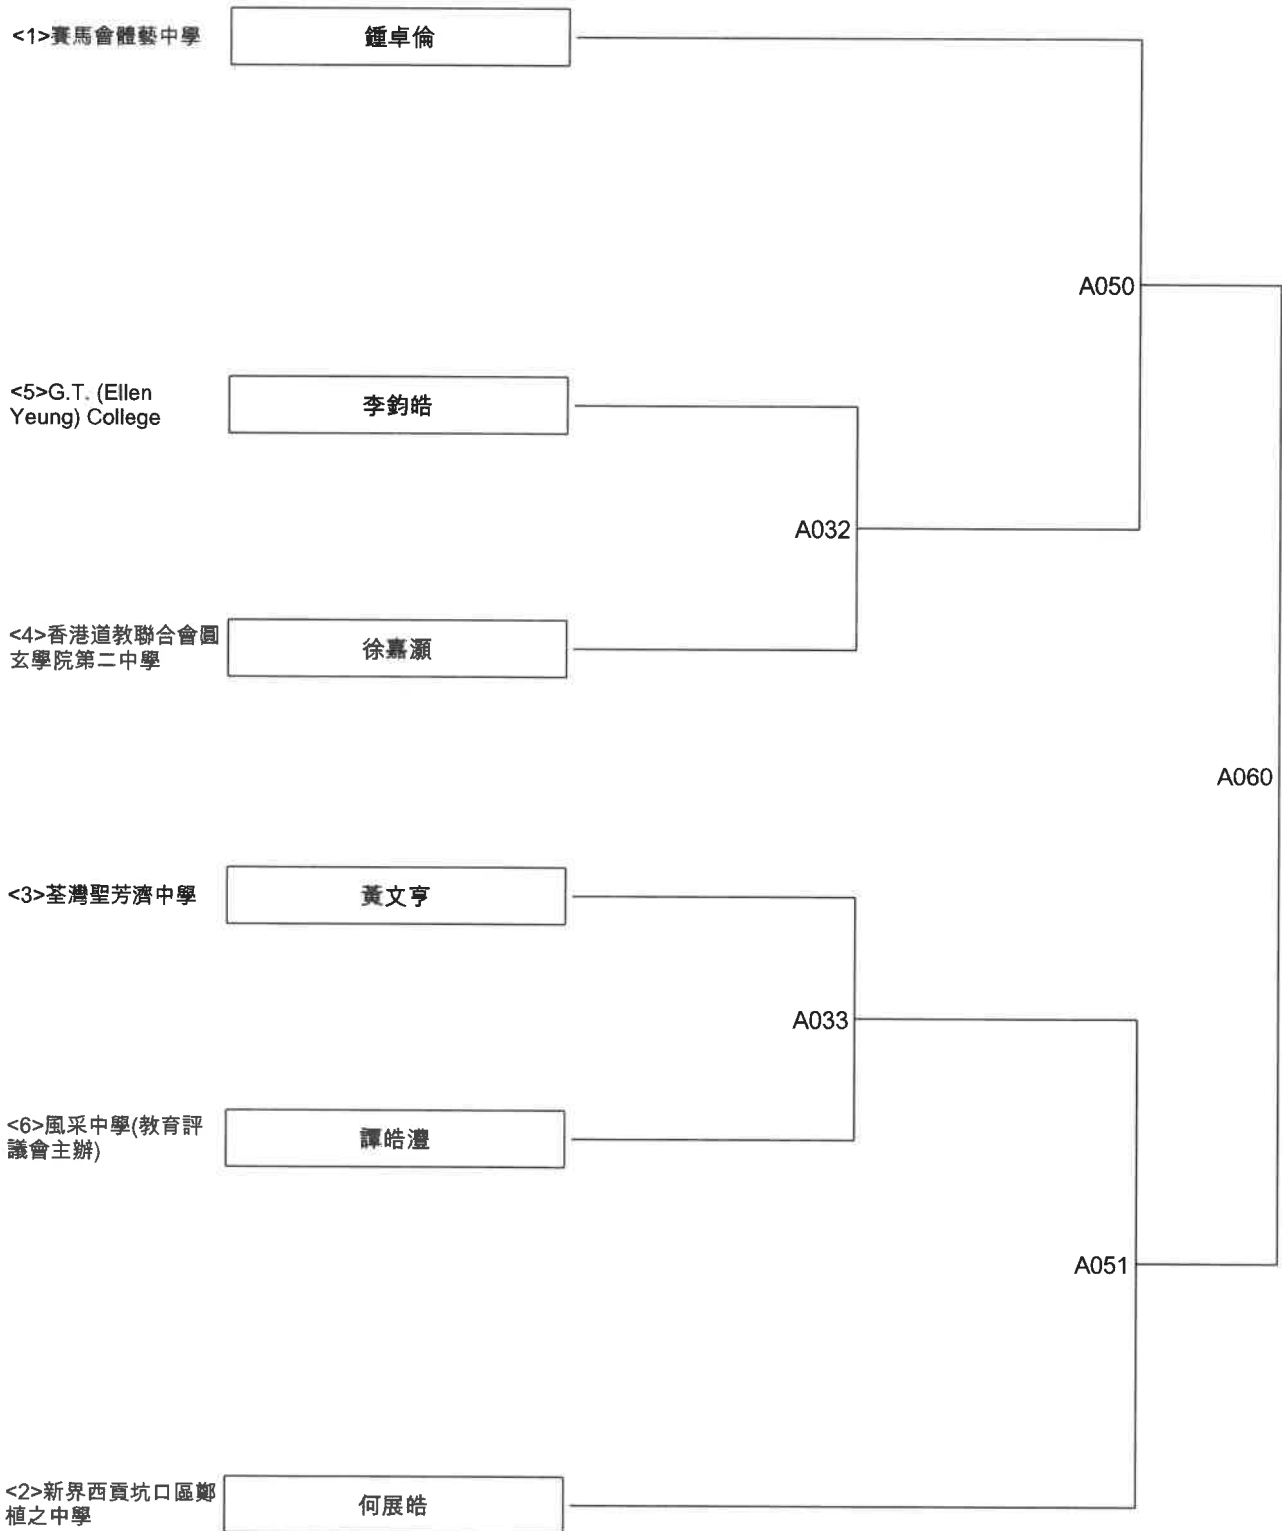 <1>賽馬會體藝中學
鍾卓倫
A050
<5>G.T. (Ellen
Yeung) College
李鈞皓
A032
<4>香港道教聯合會圓
玄學院第二中學
徐嘉灝
A060
<3>荃灣聖芳濟中學
黃文亨
A033
<6>風采中學(教育評
議會主辦)
譚皓灃
A051
<2>新界西貢坑口區鄭
植之中學
何展皓